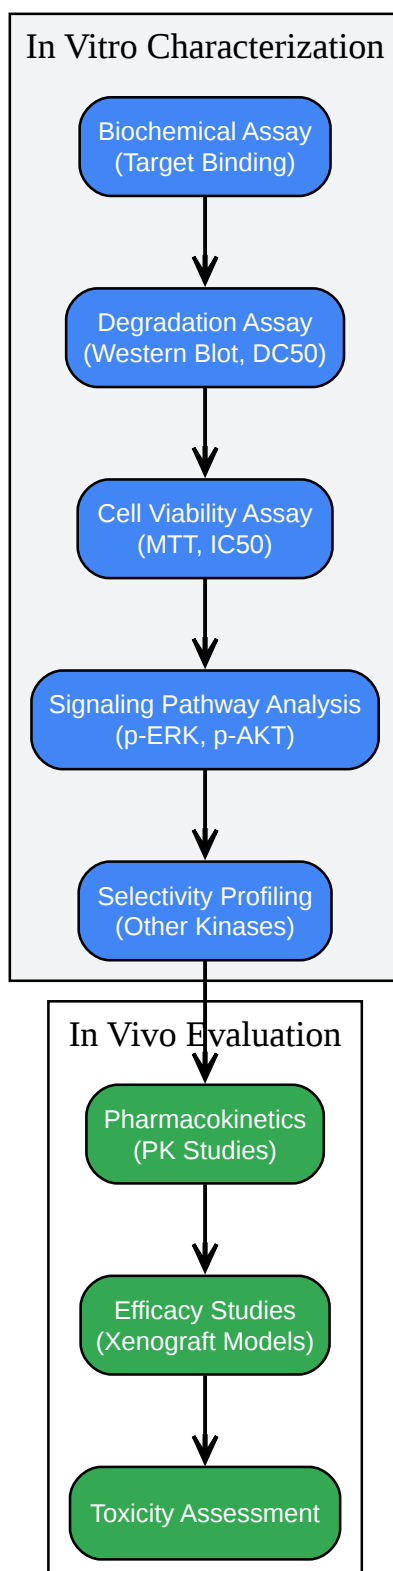 In Vitro Characterization
Biochemical Assay
(Target Binding)
Degradation Assay
(Western Blot, DC50)
Cell Viability Assay
(MTT, IC50)
Signaling Pathway Analysis
(p-ERK, p-AKT)
Selectivity Profiling
(Other Kinases)
In Vivo Evaluation
Pharmacokinetics
(PK Studies)
Efficacy Studies
(Xenograft Models)
Toxicity Assessment